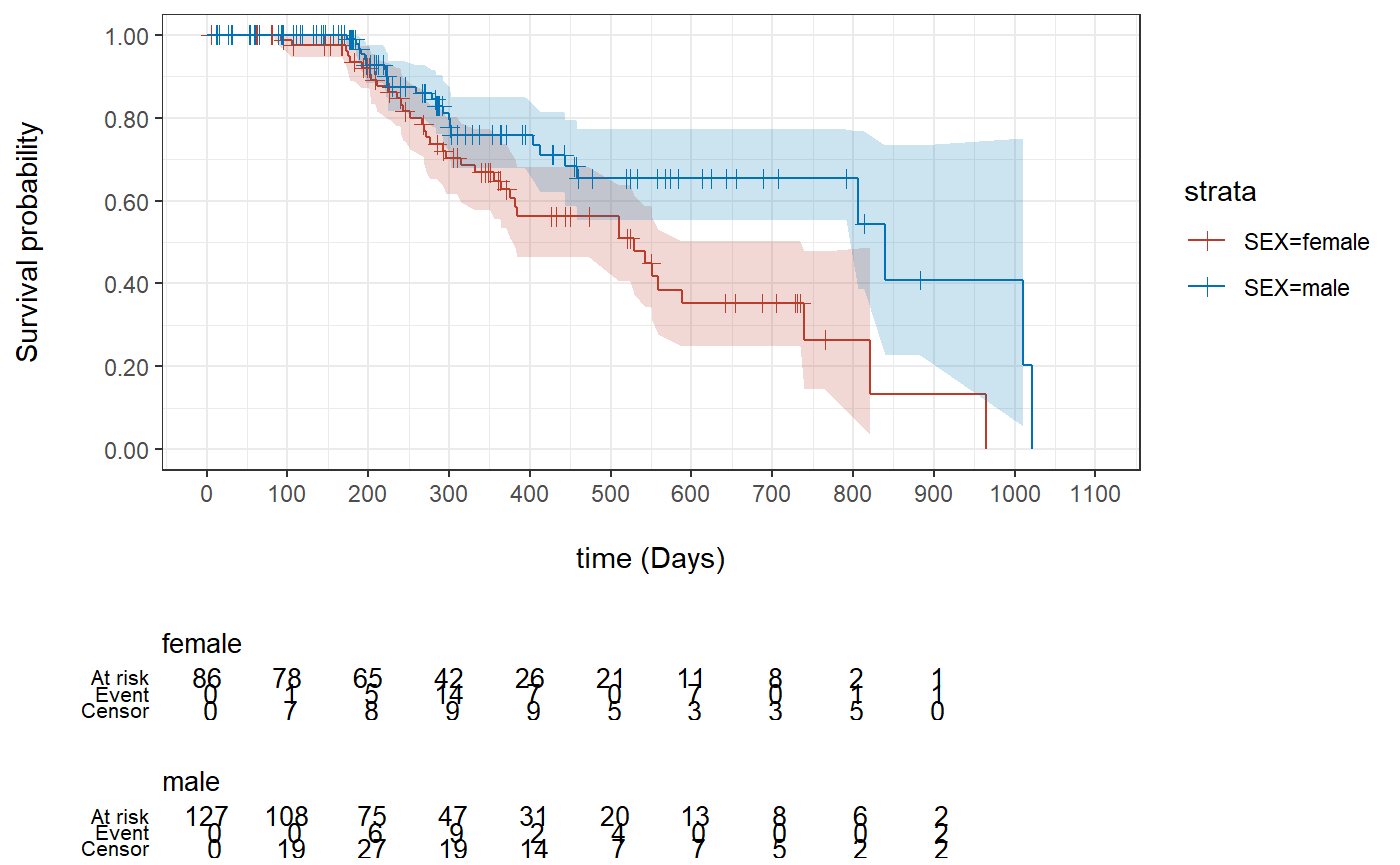 1.00
0.80
0.60
0.40
0.20
0.00
Survival probability
0 100 200 300 400 500 600 700 800 900 1000 1100
time (Days)
strata
SEX=female
SEX=male
female
At risk 86 78 65 42 26 21 11 8 2 1
Event 0 1 5 14 7 0 7 0 1 1
Censor 0 7 8 9 9 5 3 3 5 0
male
At risk 127 108 75 47 31 20 13 8 6 2
Event 0 0 6 9 2 4 0 0 0 2
Censor 0 19 27 19 14 7 7 5 2 2